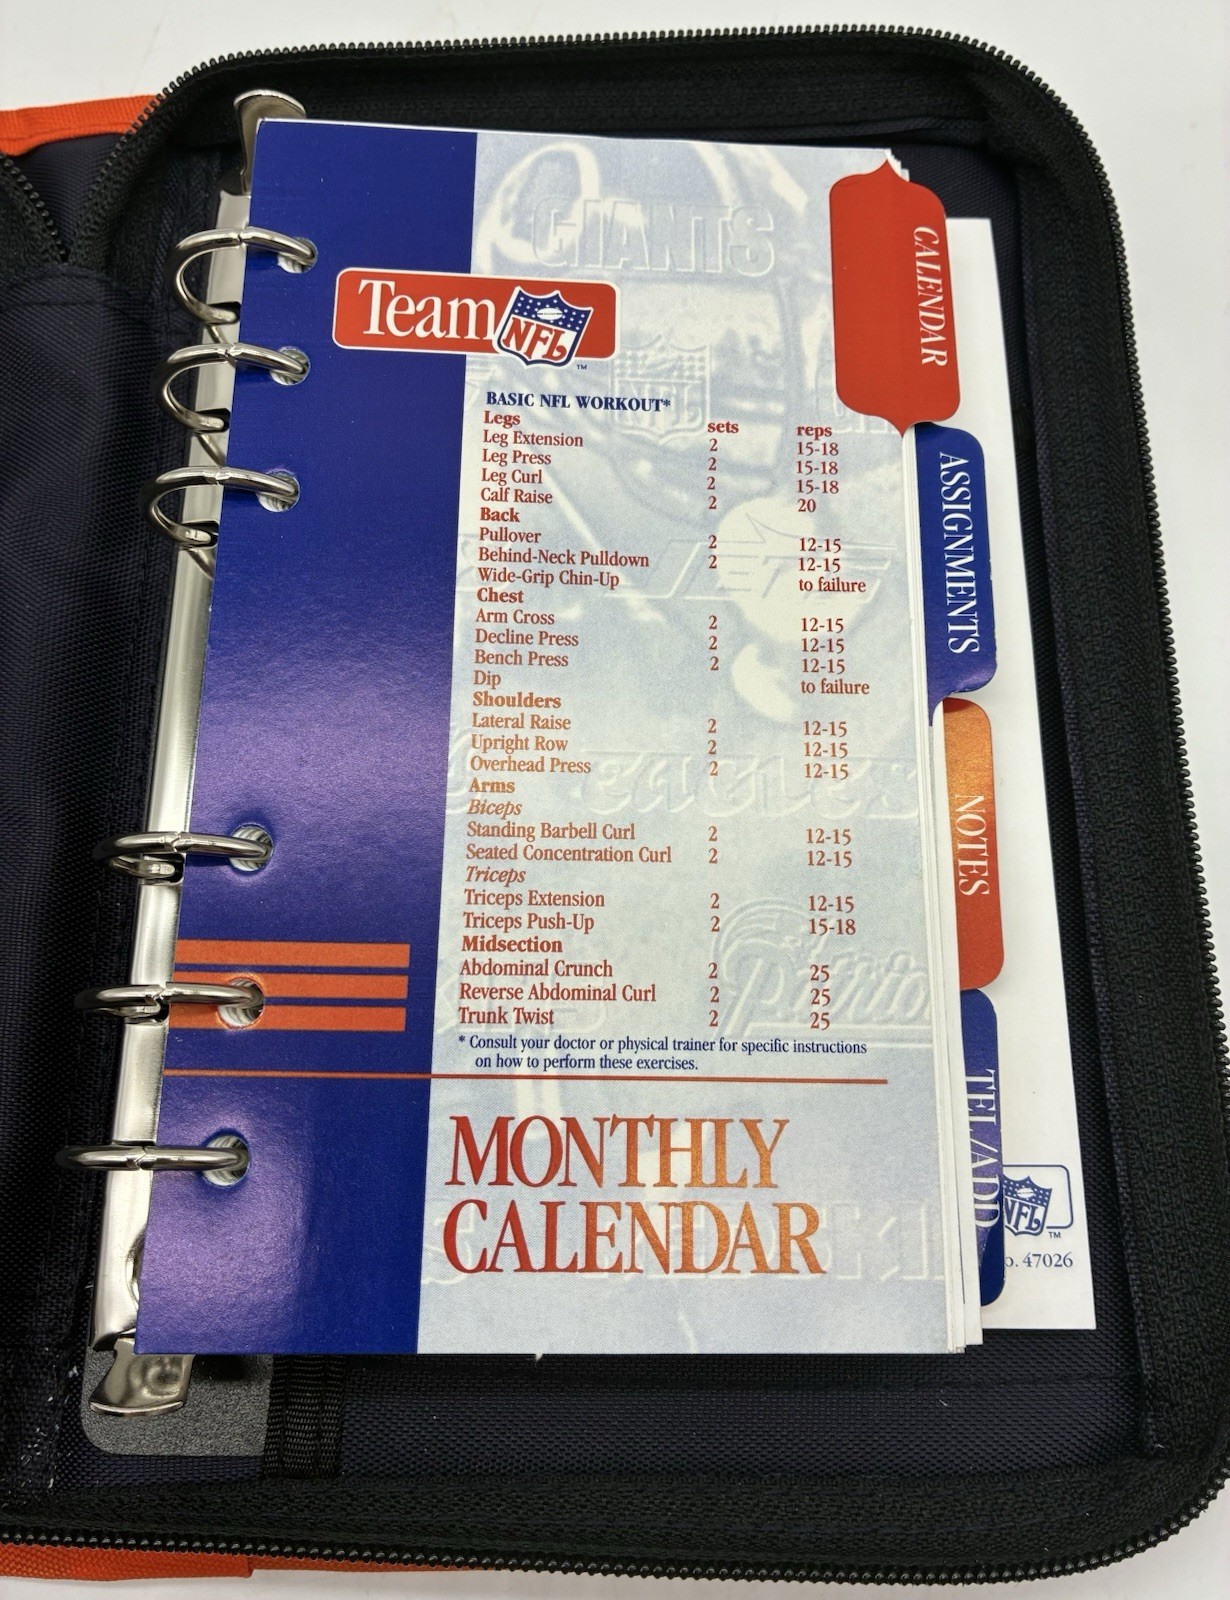 GIANTS
Team NFL
™
BASIC NFL WORKOUT*
Legs sets reps
Leg Extension 2 15-18
Leg Press 2 15-18
Leg Curl 2 15-18
Calf Raise 2 20
Back
Pullover 2 12-15
Behind-Neck Pulldown 2 12-15
Wide-Grip Chin-Up to failure
Chest
Arm Cross 2 12-15
Decline Press 2 12-15
Bench Press 2 12-15
Dip to failure
Shoulders
Lateral Raise 2 12-15
Upright Row 2 12-15
Overhead Press 2 12-15
Arms
Biceps
Standing Barbell Curl 2 12-15
Seated Concentration Curl 2 12-15
Triceps
Triceps Extension 2 12-15
Triceps Push-Up 2 15-18
Midsection
Abdominal Crunch 2 25
Reverse Abdominal Curl 2 25
Trunk Twist 2 25
* Consult your doctor or physical trainer for specific instructions
on how to perform these exercises.
MONTHLY
CALENDAR
CALENDAR
ASSIGNMENTS
NOTES
TEL/ADD
NFL
™
47026